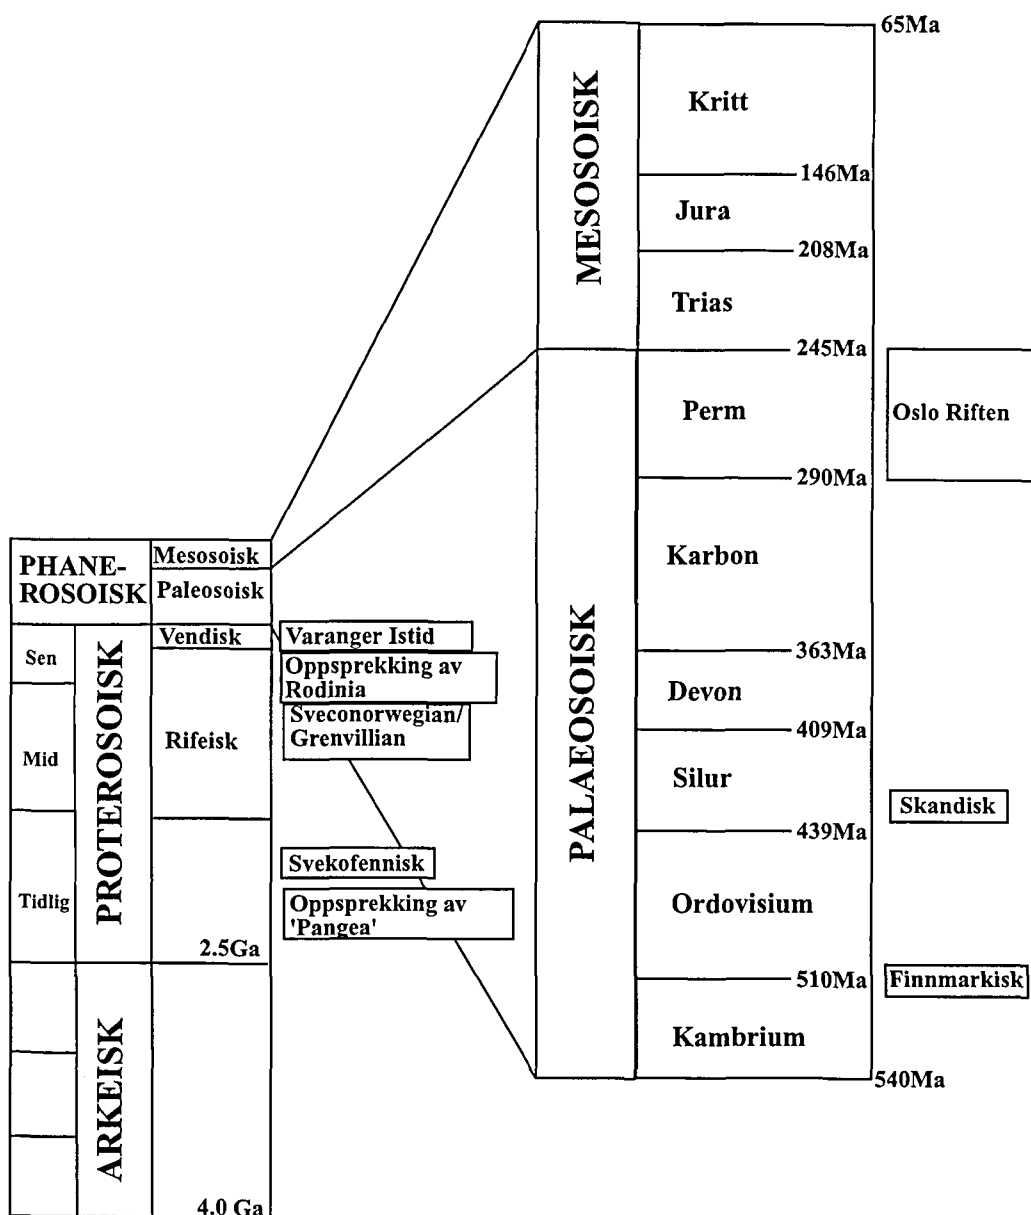 65Ma
MESOSOISK
Kritt
146Ma
Jura
208Ma
Trias
245Ma
PALAEOSOISK
Perm
Oslo Riften
290Ma
Karbon
363Ma
Devon
409Ma
Silur
Skandisk
439Ma
Ordovisium
510Ma
Finnmarkisk
Kambrium
540Ma
PHANE-
ROSOISK
Mesosoisk
Paleosoisk
PROTEROSOISK
Sen
Mid
Tidlig
Vendisk
Rifeisk
2.5Ga
Varanger Istid
Oppsprekking av
Rodinia
Sveconorwegian/
Grenvillian
Svekofennisk
Oppsprekking av
'Pangea'
ARKEISK
4.0 Ga